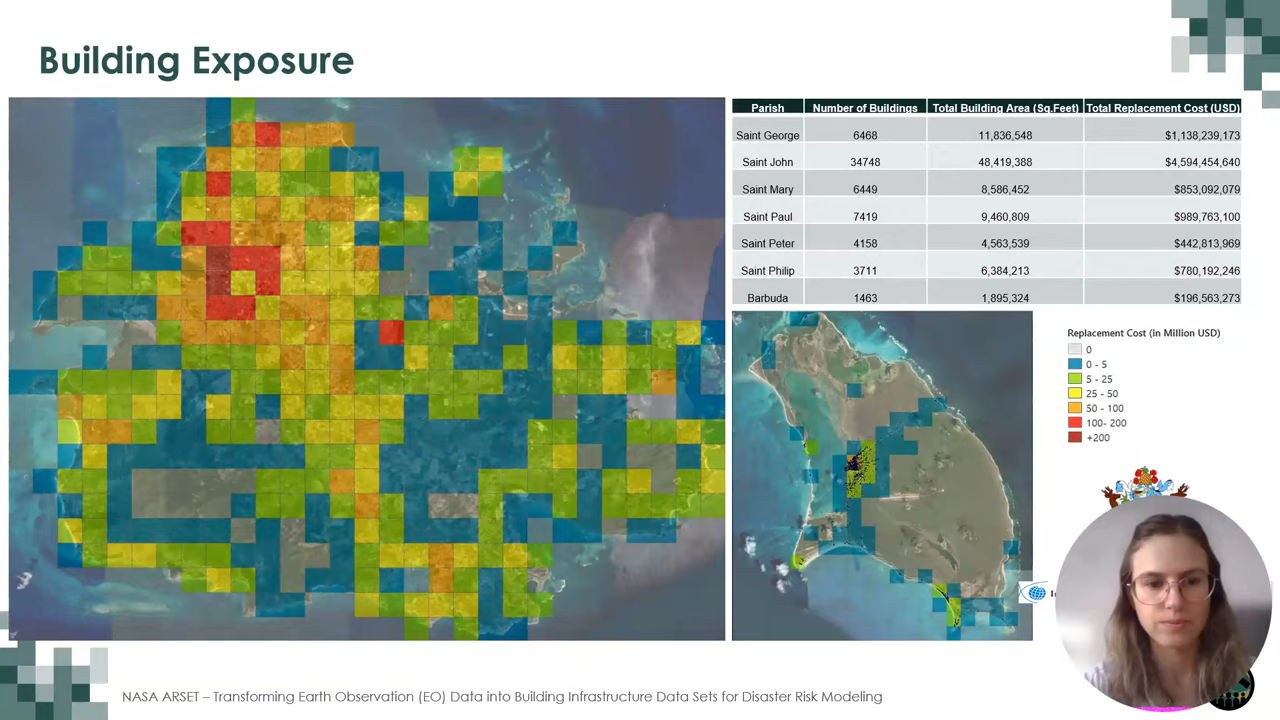 Building Exposure
Parish Number of Buildings Total Building Area (Sq.Feet) Total Replacement Cost (USD)
Saint George 6468 11,836,548 $1,138,239,173
Saint John 34748 48,419,388 $4,594,454,640
Saint Mary 6449 8,586,452 $853,092,079
Saint Paul 7419 9,460,809 $989,763,100
Saint Peter 4158 4,563,539 $442,813,969
Saint Philip 3711 6,384,213 $780,192,246
Barbuda 1463 1,895,324 $196,563,273
Replacement Cost (in Million USD)
0
0 - 5
5 - 25
25 - 50
50 - 100
100- 200
+200
NASA ARSET – Transforming Earth Observation (EO) Data into Building Infrastructure Data Sets for Disaster Risk Modeling